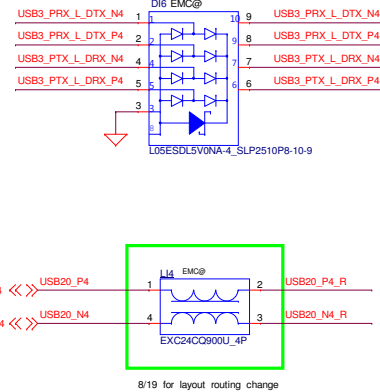 DI6 EMC@
USB3_PRX_L_DTX_N4 1 1 10 9 USB3_PRX_L_DTX_N4
USB3_PRX_L_DTX_P4 2 2 9 8 USB3_PRX_L_DTX_P4
USB3_PTX_L_DRX_N4 4 4 7 7 USB3_PTX_L_DRX_N4
USB3_PTX_L_DRX_P4 5 5 6 6 USB3_PTX_L_DRX_P4
3 3
8
L05ESDL5V0NA-4_SLP2510P8-10-9
LI4 EMC@
USB20_P4 1 2 USB20_P4_R
USB20_N4 4 3 USB20_N4_R
EXC24CQ900U_4P
8/19 for layout routing change